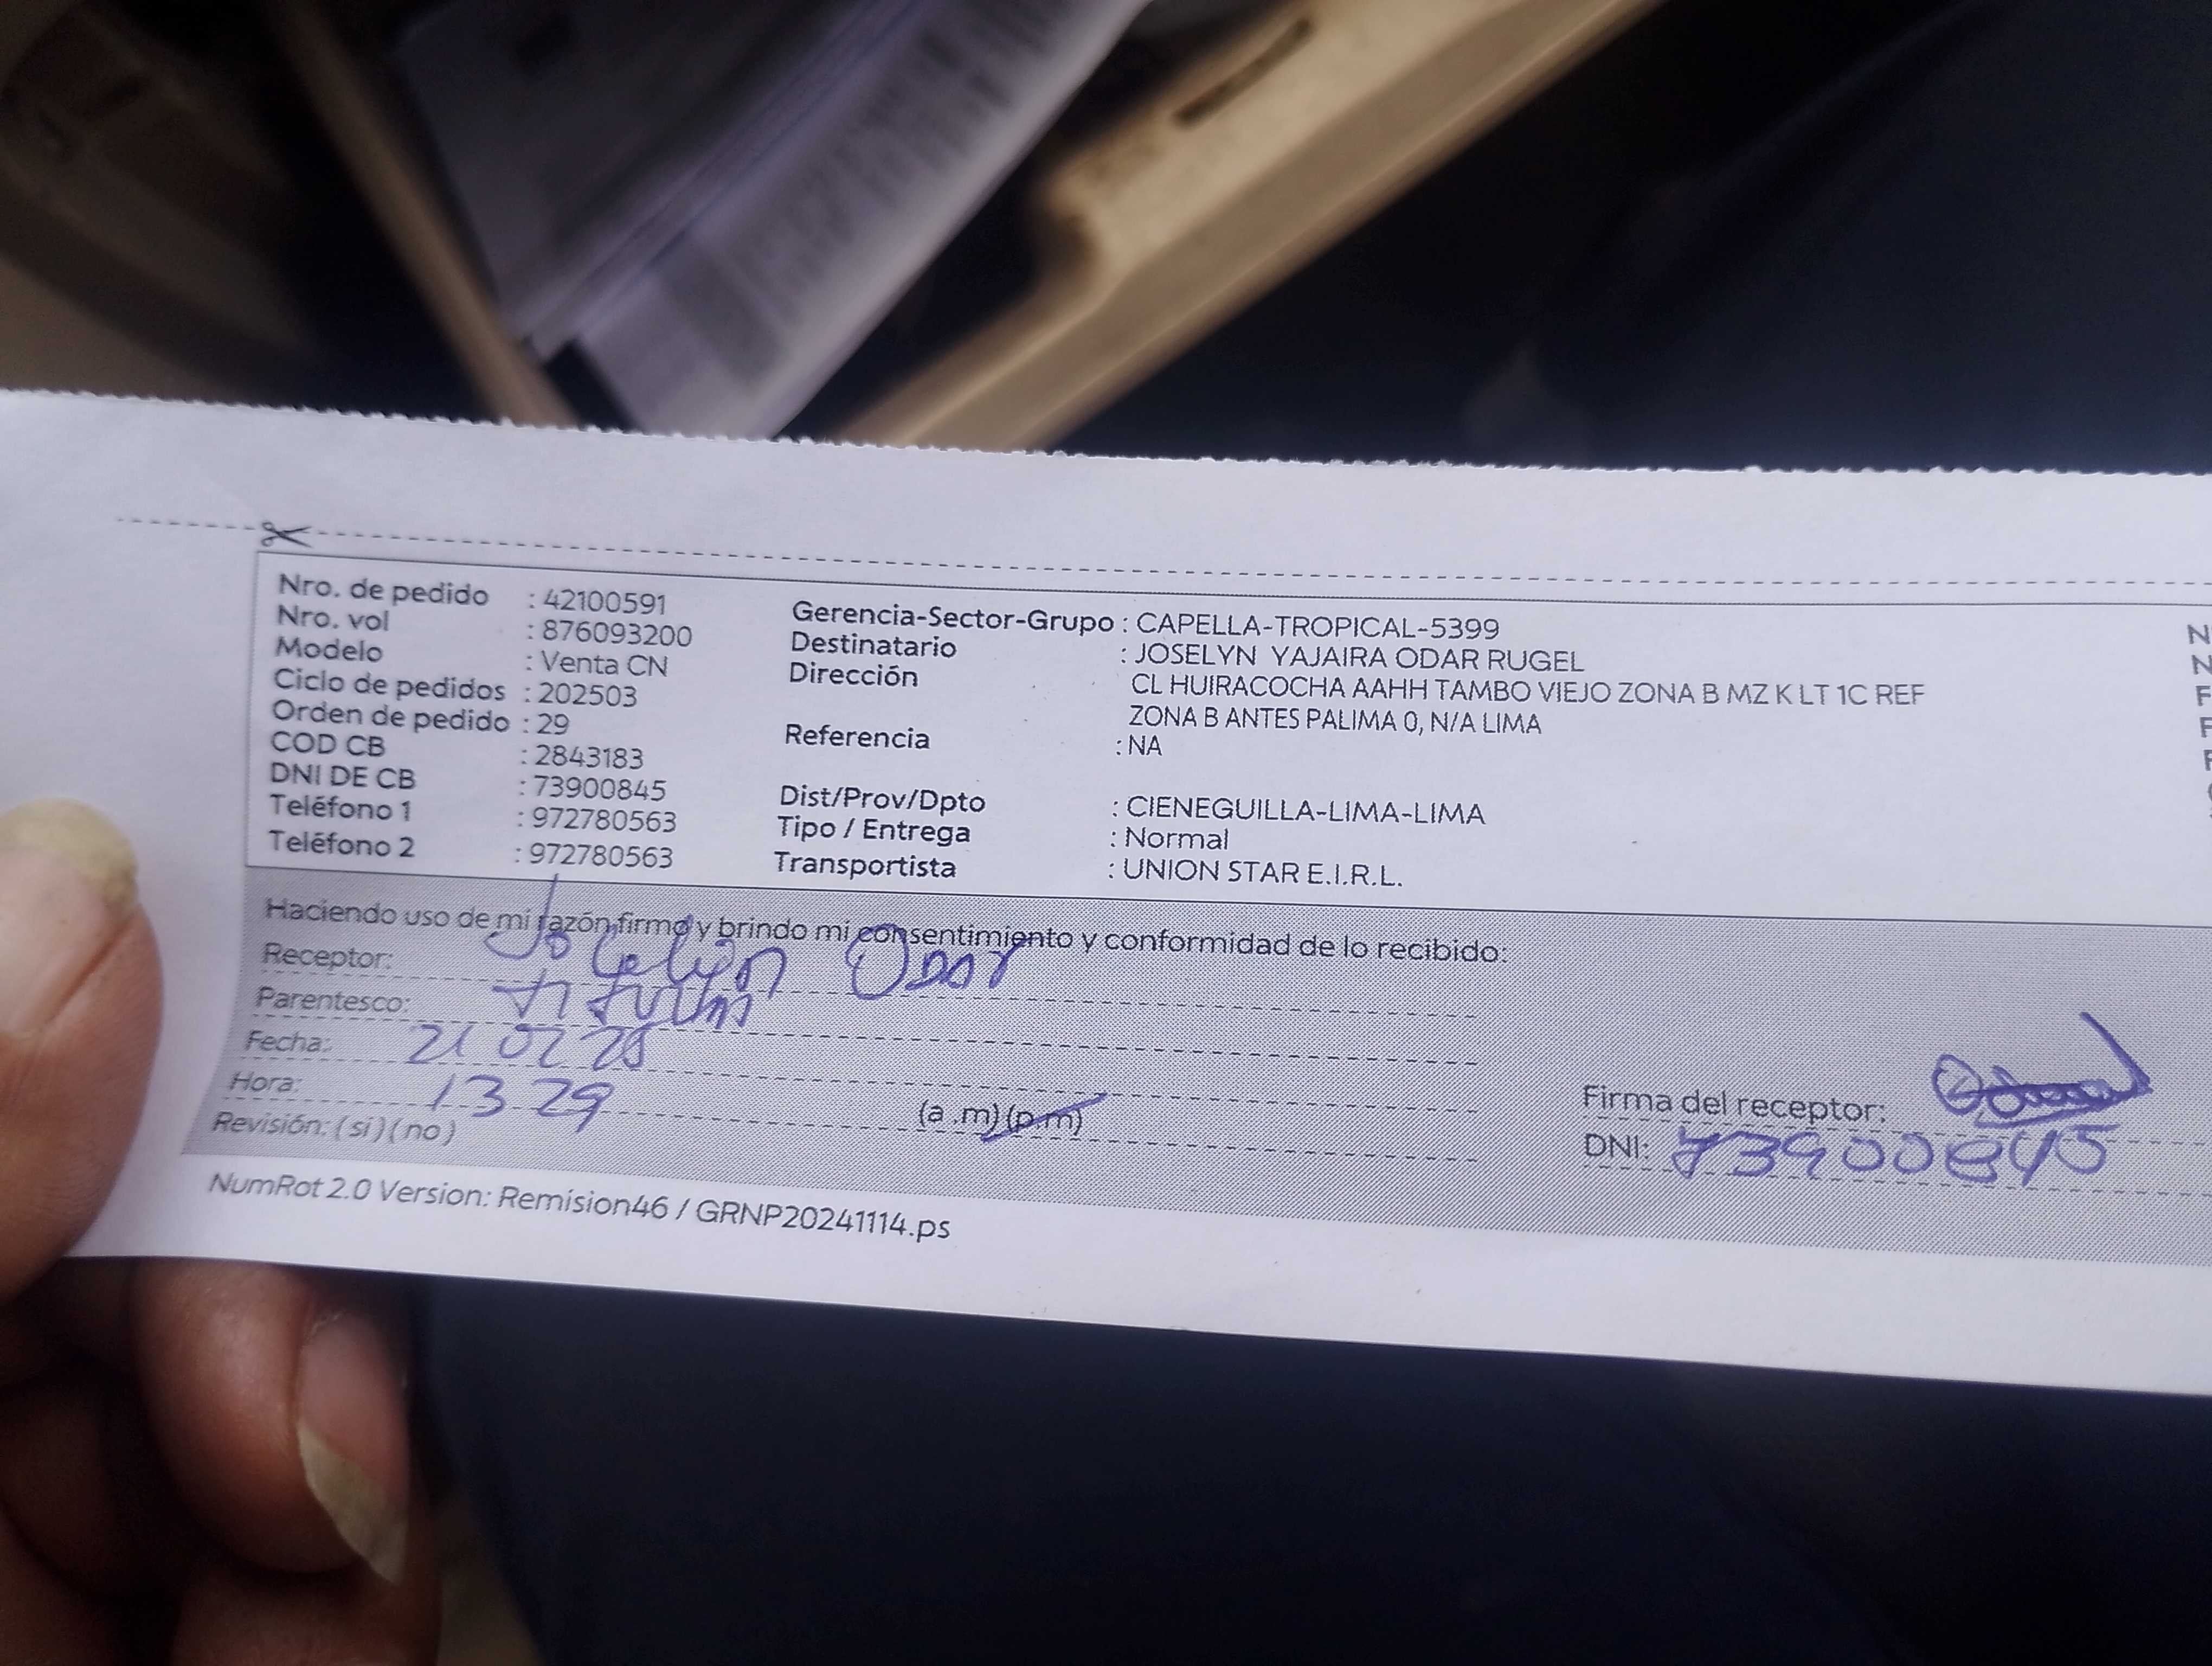 Nro. de pedido : 42100591
Nro. vol : 876093200
Modelo : Venta CN
Ciclo de pedidos : 202503
Orden de pedido : 29
COD CB : 2843183
DNI DE CB : 73900845
Teléfono 1 : 972780563
Teléfono 2 : 972780563
Gerencia-Sector-Grupo : CAPELLA-TROPICAL-5399
Destinatario : JOSELYN YAJAIRA ODAR RUGEL
Dirección CL HUIRACOCHA AAHH TAMBO VIEJO ZONA B MZ K LT 1C REF
ZONA B ANTES PALIMA 0, N/A LIMA
Referencia : NA
Dist/Prov/Dpto : CIENEGUILLA-LIMA-LIMA
Tipo / Entrega : Normal
Transportista : UNION STAR E.I.R.L.
N
N
F
F
Haciendo uso de mi razón firmo y brindo mi consentimiento y conformidad de lo recibido:
Receptor: Joselyn Odar
Parentesco: Titular
Fecha: 21 02 25
Hora: 13 29 (a .m) (p.m)
Revisión: ( si ) ( no )
Firma del receptor:
DNI: 73900845
NumRot 2.0 Version: Remision46 / GRNP20241114.ps